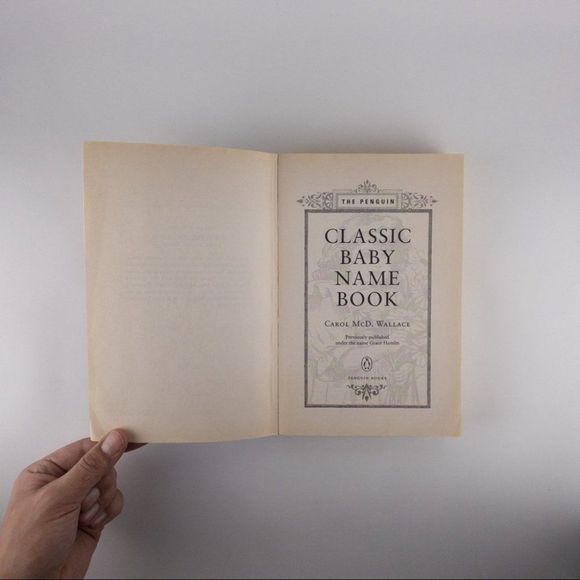 THE PENGUIN
CLASSIC
BABY
NAME
BOOK
CAROL MCD. WALLACE
Previously published
under the name Grace Hamlin
PENGUIN BOOKS